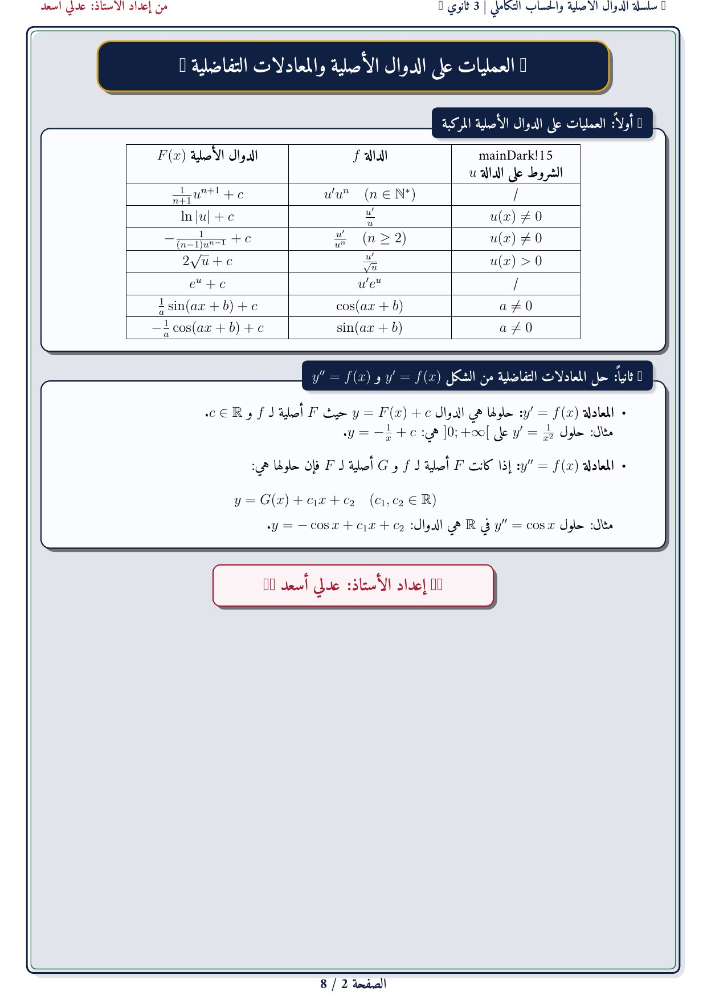 ▯ سلسلة الدوال الأصلية والحساب التكاملي | 3 ثانوي ▯ من إعداد الأستاذ: عدلي أسعد
▯ العمليات على الدوال الأصلية والمعادلات التفاضلية ▯
▯ أولاً: العمليات على الدوال الأصلية المركبة
mainDark!15
الشروط على الدالة $u$ | الدالة $f$ | الدوال الأصلية $F(x)$
/ | $u'u^n \quad (n \in \mathbb{N}^*)$ | $\frac{1}{n+1}u^{n+1} + c$
$u(x) \neq 0$ | $\frac{u'}{u}$ | $\ln|u| + c$
$u(x) \neq 0$ | $\frac{u'}{u^n} \quad (n \geq 2)$ | $-\frac{1}{(n-1)u^{n-1}} + c$
$u(x) > 0$ | $\frac{u'}{\sqrt{u}}$ | $2\sqrt{u} + c$
/ | $u'e^u$ | $e^u + c$
$a \neq 0$ | $\cos(ax + b)$ | $\frac{1}{a}\sin(ax + b) + c$
$a \neq 0$ | $\sin(ax + b)$ | $-\frac{1}{a}\cos(ax + b) + c$
▯ ثانياً: حل المعادلات التفاضلية من الشكل $y' = f(x)$ و $y'' = f(x)$
• المعادلة $y' = f(x)$: حلولها هي الدوال $y = F(x) + c$ حيث $F$ أصلية لـ $f$ و $c \in \mathbb{R}$.
مثال: حلول $y' = \frac{1}{x^2}$ على $]0; +\infty[$ هي: $y = -\frac{1}{x} + c$.
• المعادلة $y'' = f(x)$: إذا كانت $F$ أصلية لـ $f$ و $G$ أصلية لـ $F$ فإن حلولها هي:
$y = G(x) + c_1x + c_2 \quad (c_1, c_2 \in \mathbb{R})$
مثال: حلول $y'' = \cos x$ في $\mathbb{R}$ هي الدوال: $y = -\cos x + c_1x + c_2$.
▯▯ إعداد الأستاذ: عدلي أسعد ▯▯
الصفحة 2 / 8